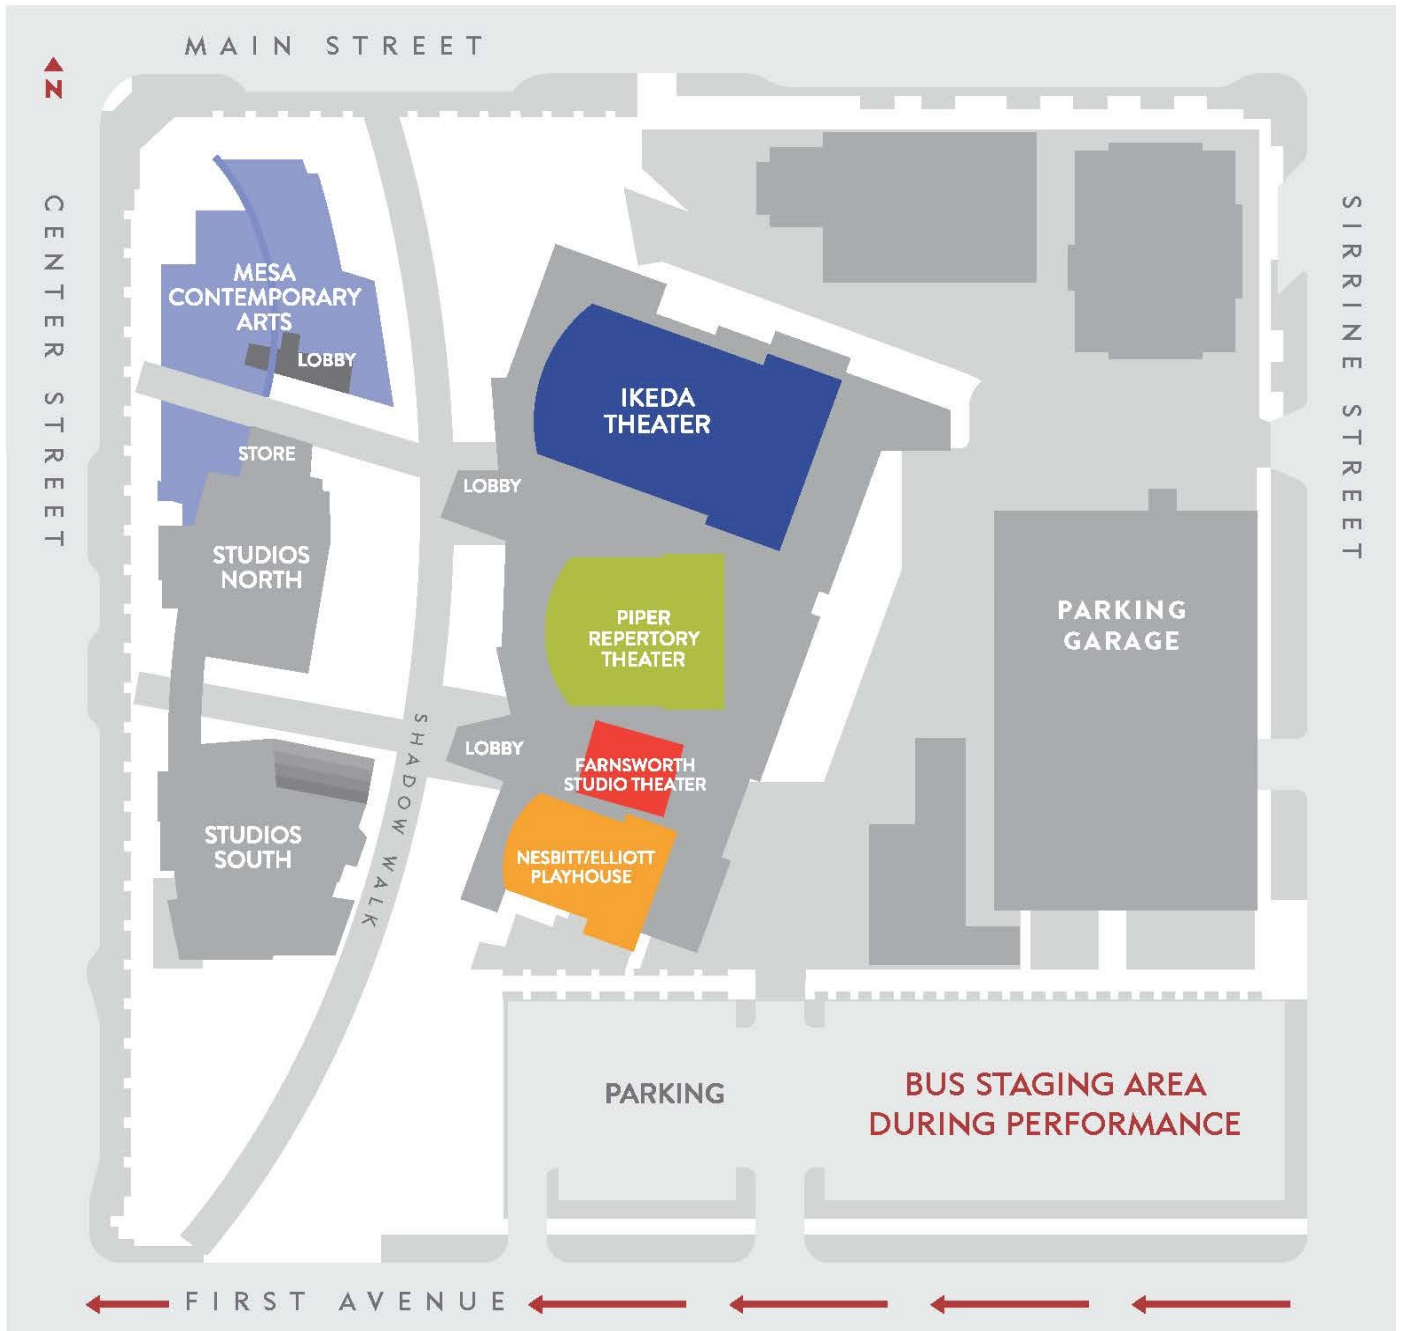 MAIN STREET
N
CENTER STREET
SIRRINE STREET
MESA
CONTEMPORARY
ARTS
LOBBY
IKEDA
THEATER
STORE
LOBBY
STUDIOS
NORTH
PIPER
REPERTORY
THEATER
PARKING
GARAGE
SHADOW WALK
LOBBY
FARNSWORTH
STUDIO THEATER
STUDIOS
SOUTH
NESBITT/ELLIOTT
PLAYHOUSE
PARKING
BUS STAGING AREA
DURING PERFORMANCE
FIRST AVENUE